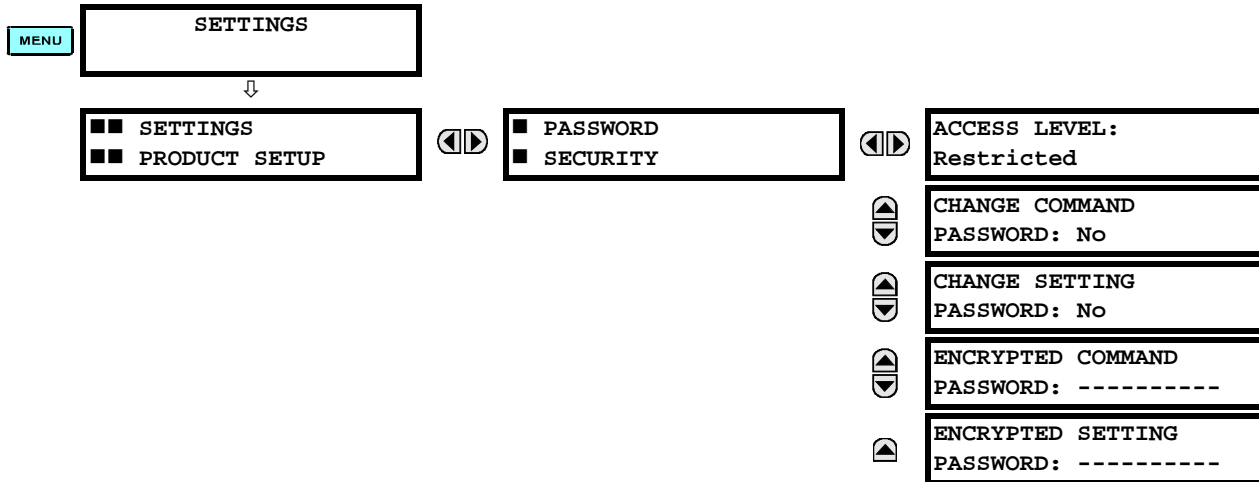 MENU
SETTINGS
■■ SETTINGS
■■ PRODUCT SETUP
■ PASSWORD
■ SECURITY
ACCESS LEVEL:
Restricted
CHANGE COMMAND
PASSWORD: No
CHANGE SETTING
PASSWORD: No
ENCRYPTED COMMAND
PASSWORD: ----------
ENCRYPTED SETTING
PASSWORD: ----------